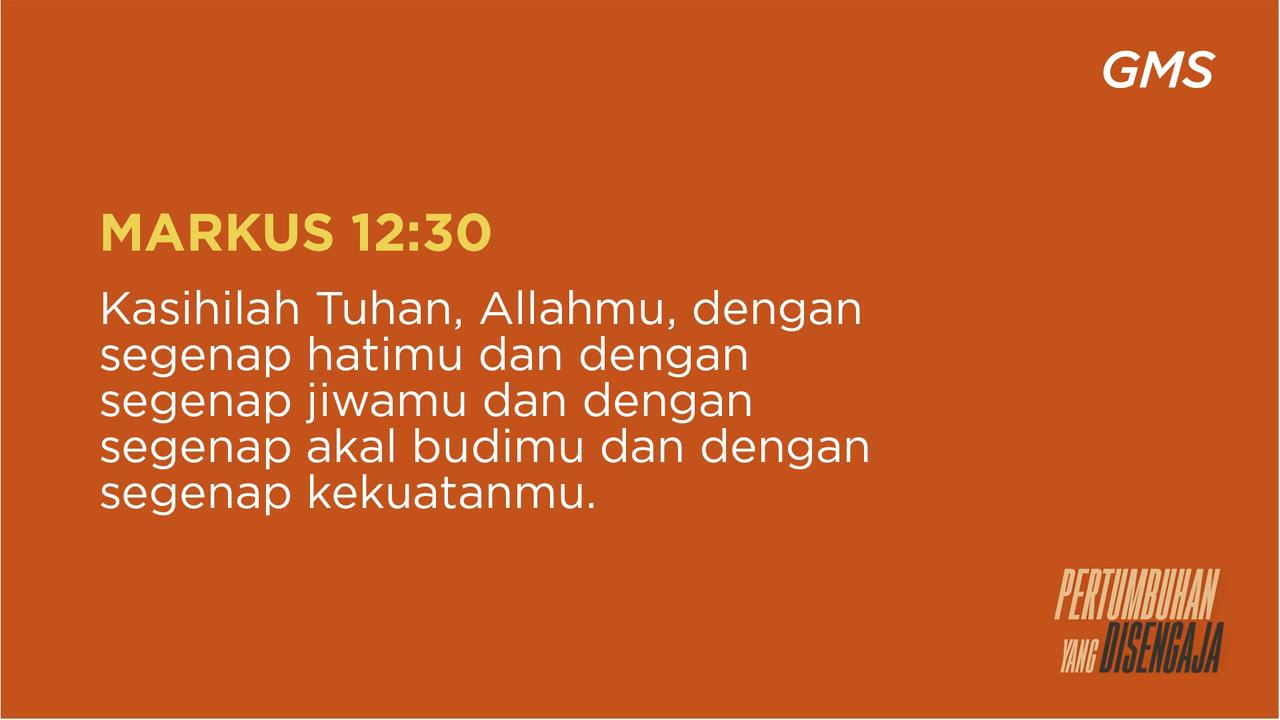 GMS
MARKUS 12:30
Kasihilah Tuhan, Allahmu, dengan
segenap hatimu dan dengan
segenap jiwamu dan dengan
segenap akal budimu dan dengan
segenap kekuatanmu.
PERTUMBUHAN
YANG DISENGAJA